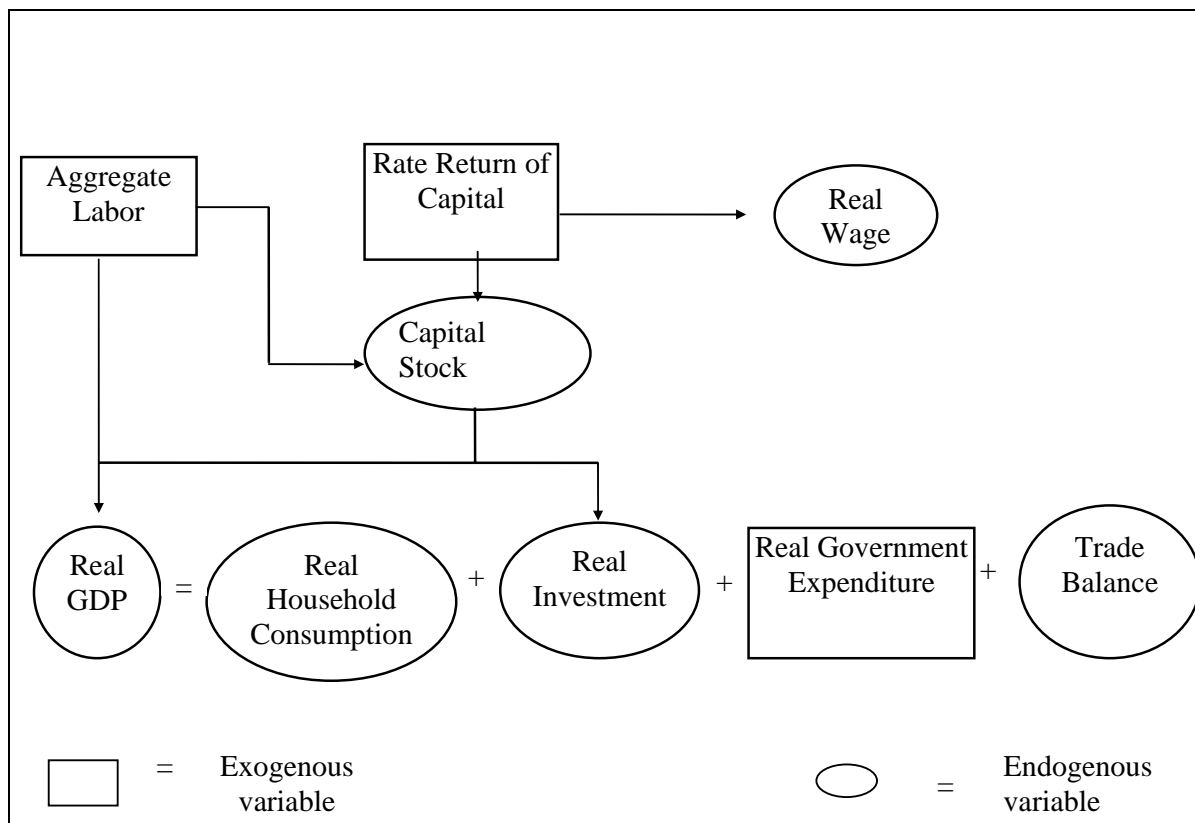 Aggregate
Labor
Rate Return of
Capital
Real
Wage
Capital
Stock
Real
GDP
=
Real
Household
Consumption
+
Real
Investment
+
Real Government
Expenditure
+
Trade
Balance
= Exogenous
variable
= Endogenous
variable